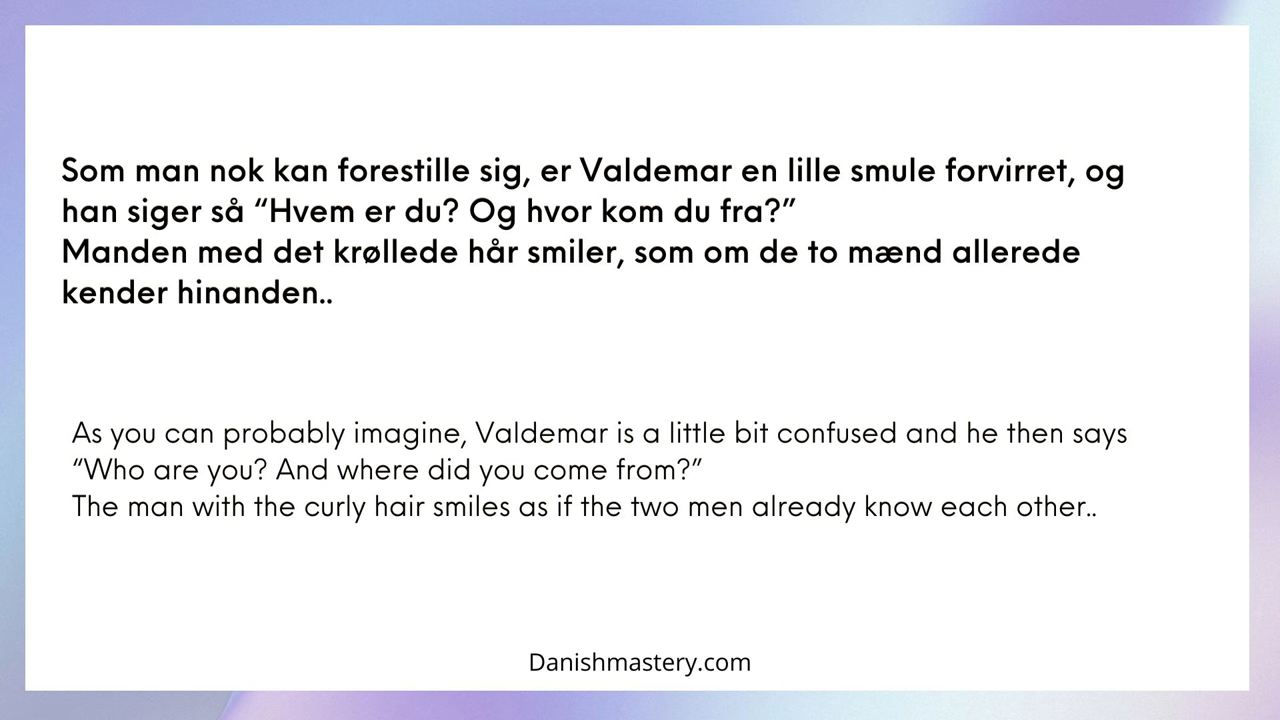 Som man nok kan forestille sig, er Valdemar en lille smule forvirret, og
han siger så “Hvem er du? Og hvor kom du fra?”
Manden med det krøllede hår smiler, som om de to mænd allerede
kender hinanden..
As you can probably imagine, Valdemar is a little bit confused and he then says
“Who are you? And where did you come from?”
The man with the curly hair smiles as if the two men already know each other..
Danishmastery.com